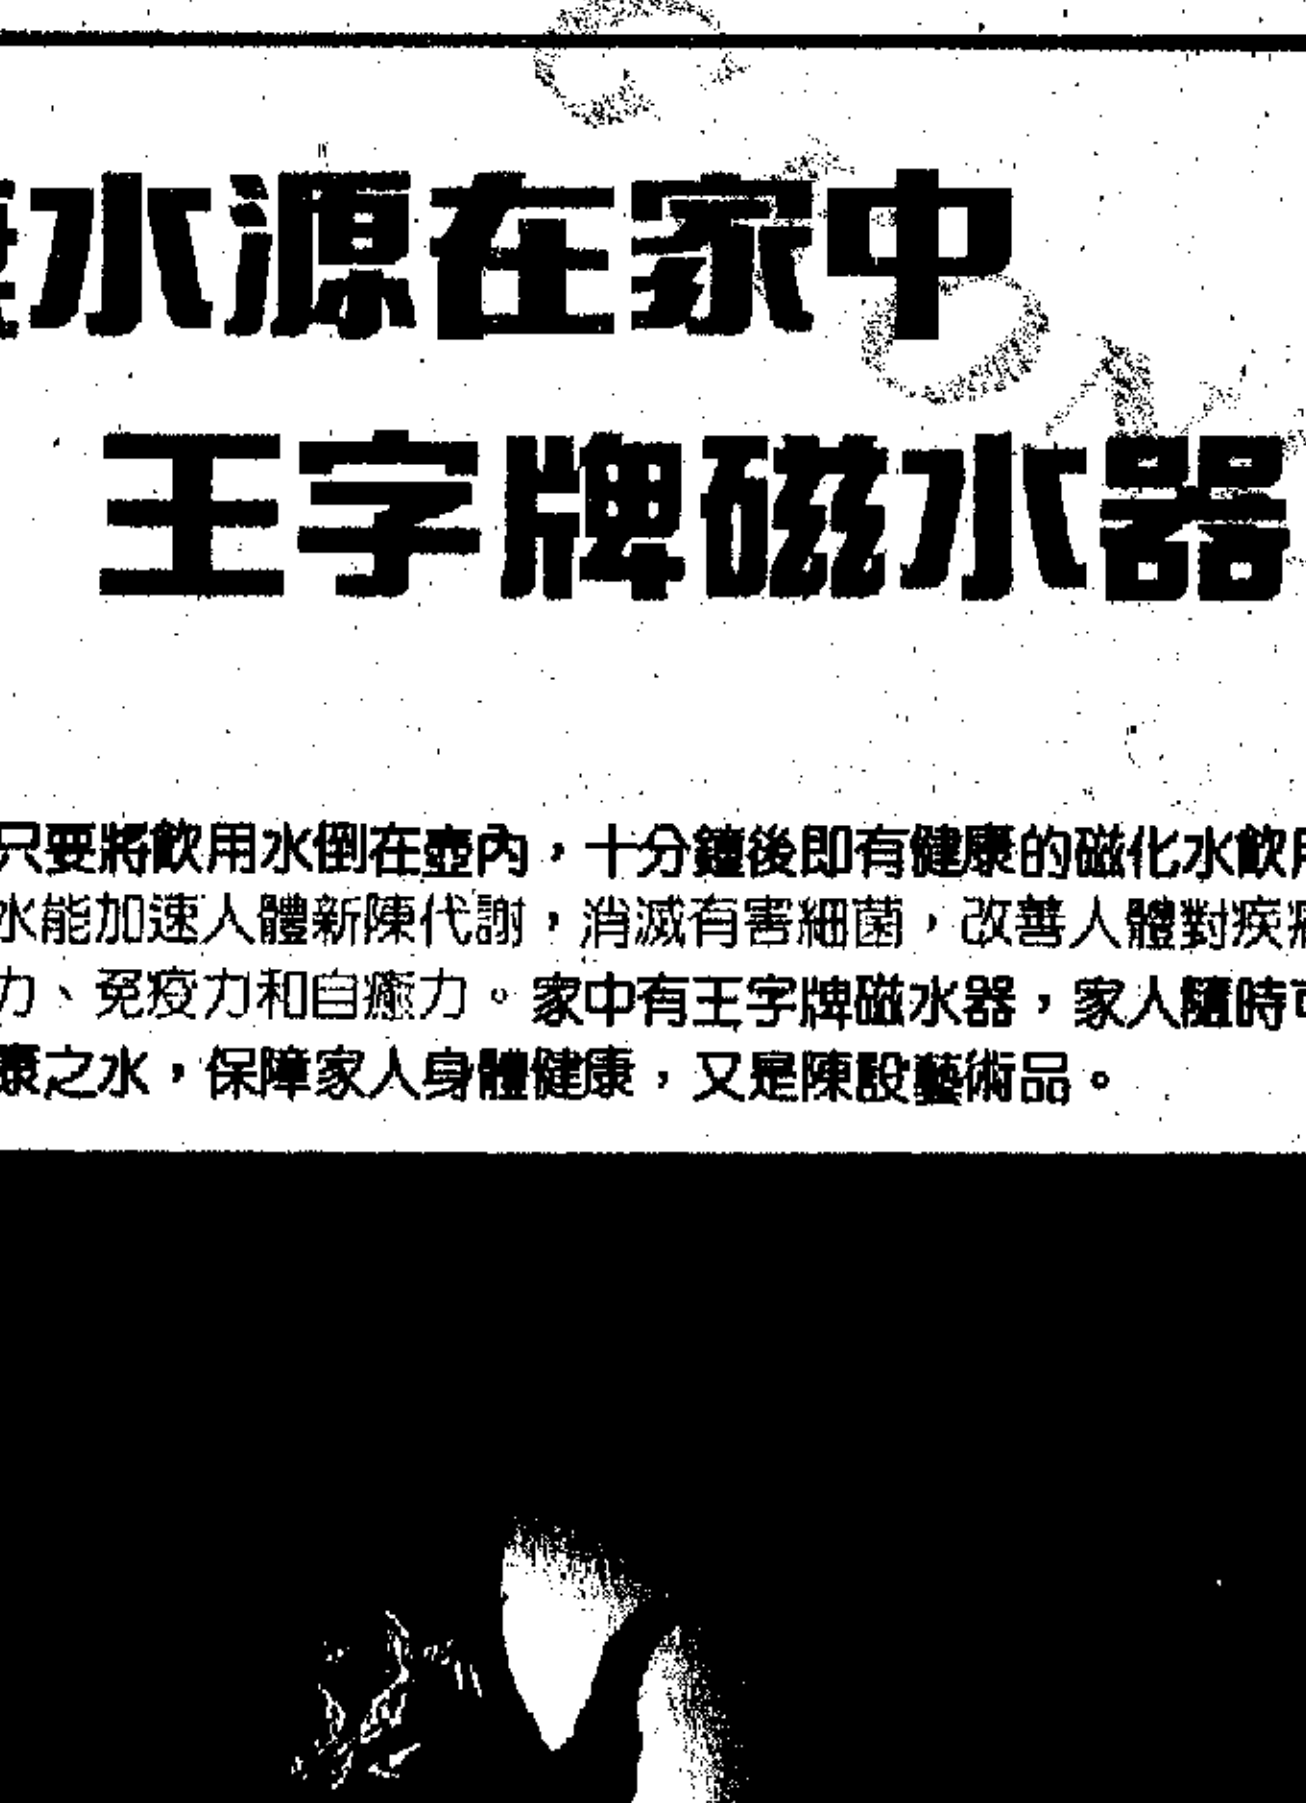 水源在家中
王字牌磁水器
只要將飲用水倒在壺內，十分鐘後即有健康的磁化水飲用
水能加速人體新陳代謝，消滅有害細菌，改善人體對疾病
力、免疫力和自癒力。家中有王字牌磁水器，家人隨時可
康之水，保障家人身體健康，又是陳設藝術品。